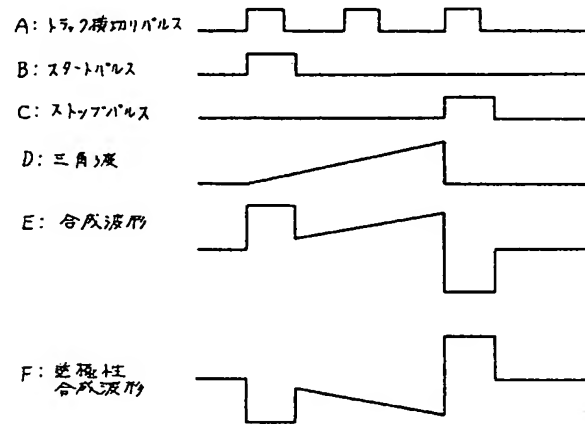 A: トラック横切りパルス
B: スタートパルス
C: ストップパルス
D: 三角波
E: 合成波形
F: 逆極性
合成波形